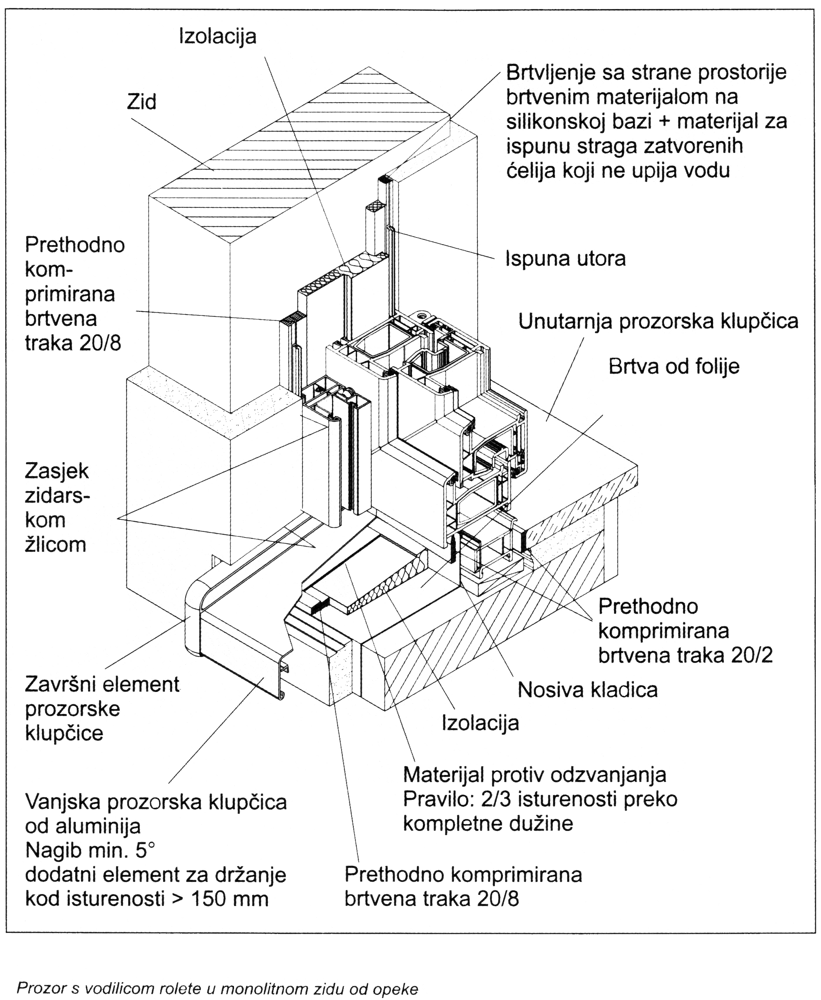 Izolacija
Zid
Brtvljenje sa strane prostorije
brtvenim materijalom na
silikonskoj bazi + materijal za
ispunu straga zatvorenih
ćelija koji ne upija vodu
Prethodno
kom-
primirana
brtvena
traka 20/8
Ispuna utora
Unutarnja prozorska klupčica
Brtva od folije
Zasjek
zidars-
kom
žlicom
Prethodno
komprimirana
brtvena traka 20/2
Nosiva kladica
Završni element
prozorske
klupčice
Izolacija
Materijal protiv odzvanjanja
Pravilo: 2/3 isturenosti preko
kompletne dužine
Vanjska prozorska klupčica
od aluminija
Nagib min. 5°
dodatni element za držanje
kod isturenosti > 150 mm
Prethodno komprimirana
brtvena traka 20/8
Prozor s vodilicom rolete u monolitnom zidu od opeke